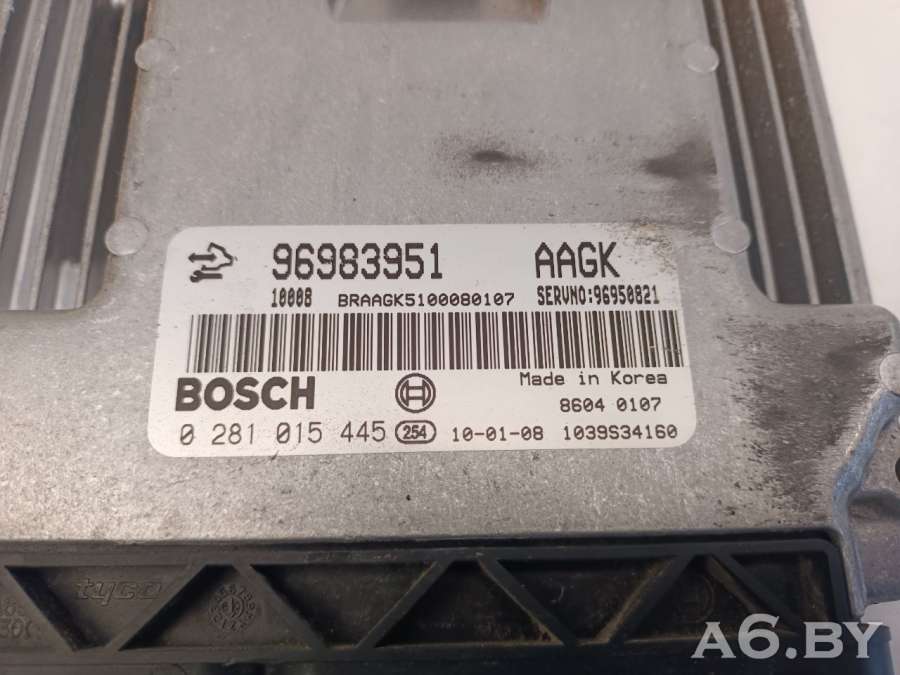 96983951 AAGK
10008 BRAAGK5100080107 SERVNO:96950821
BOSCH
Made in Korea
8604 0107
0 281 015 445 254 10-01-08 1039S34160
tyco
A6.BY